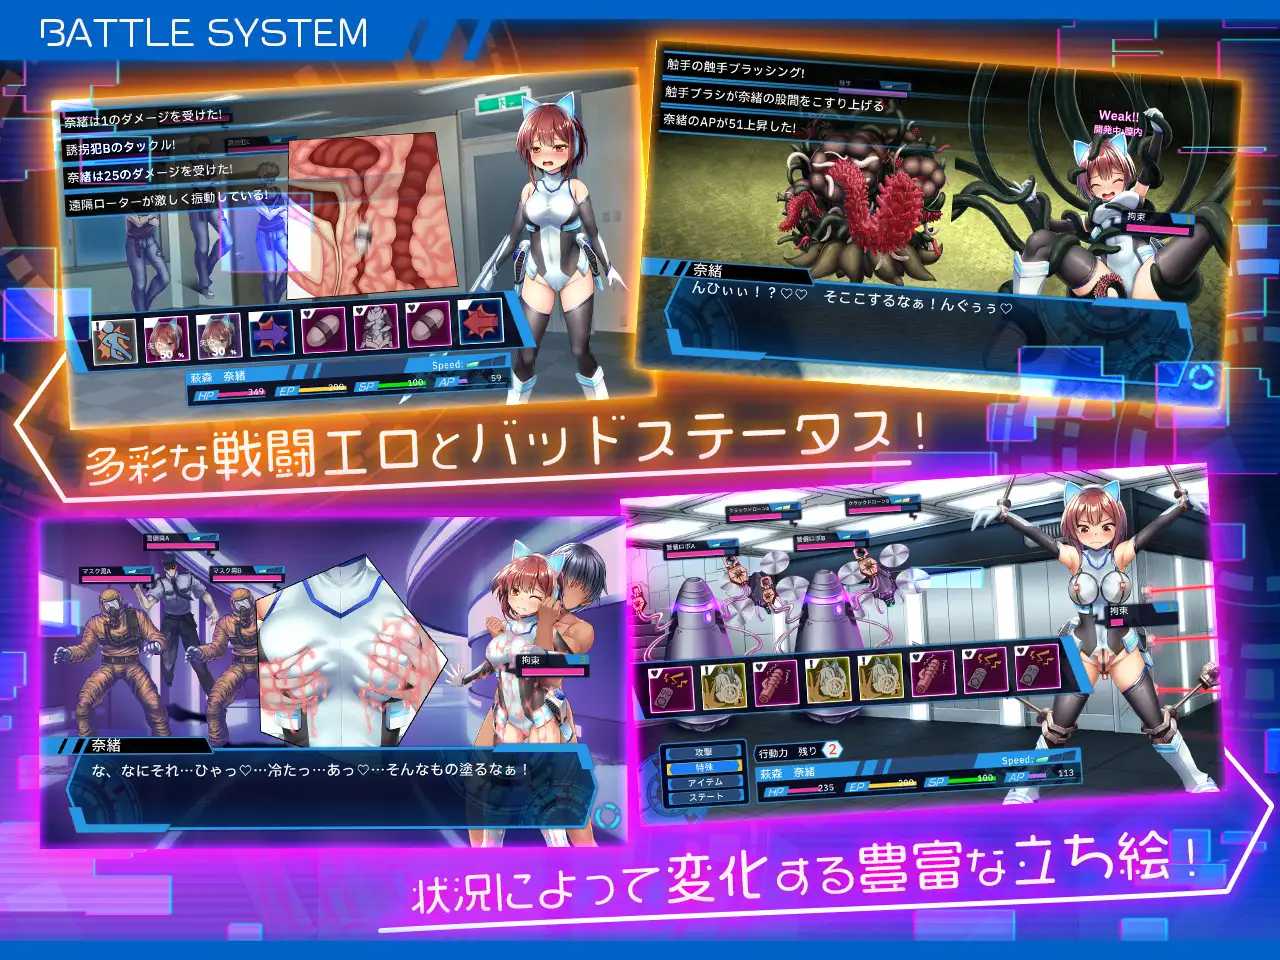 BATTLE SYSTEM
奈緒は1のダメージを受けた!
誘拐犯Bのタックル!
奈緒は25のダメージを受けた!
遠隔ローターが激しく振動している!
50 %
30 %
Speed:
萩森 奈緒
HP 349 EP 200 SP 100 AP 59
触手の触手ブラッシング!
触手ブラシが奈緒の股間をこすり上げる
奈緒のAPが51上昇した!
Weak!!
開発中:膣内
拘束
奈緒
んひぃぃ！？♡♡　そここするなぁ！んぐぅぅ♡
多彩な戦闘エロとバッドステータス！
警備員A
マスク男A
マスク男B
拘束
奈緒
な、なにそれ…ひゃっ♡…冷たっ…あっ♡…そんなもの塗るなぁ！
警備ロボA
警備ロボB
拘束
攻撃
特殊
アイテム
ステート
行動力 残り 2
Speed:
萩森 奈緒
HP 235 EP 200 SP 100 AP 113
状況によって変化する豊富な立ち絵！